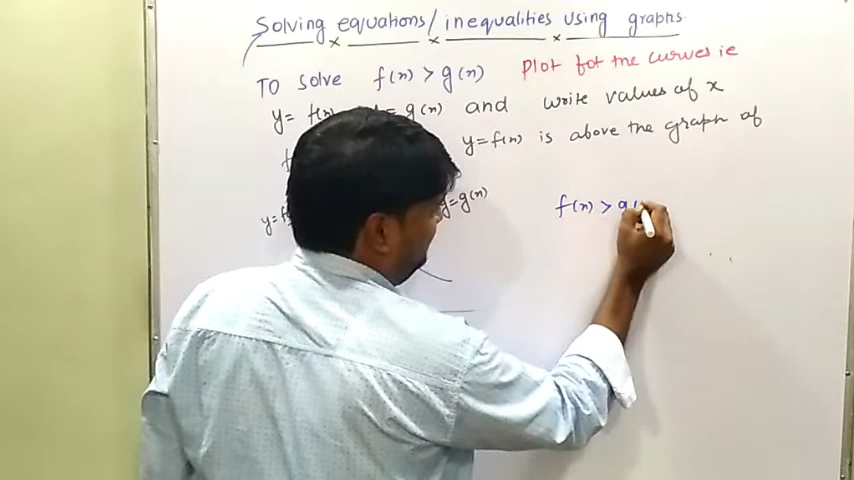 Solving equations/inequalities using graphs.
TO solve f(n) > g(n) Plot fot the curves ie
y= f(n) g(n) and write values of x
y=f(n) is above the graph of
y=f y=g(n) f(n) > g(